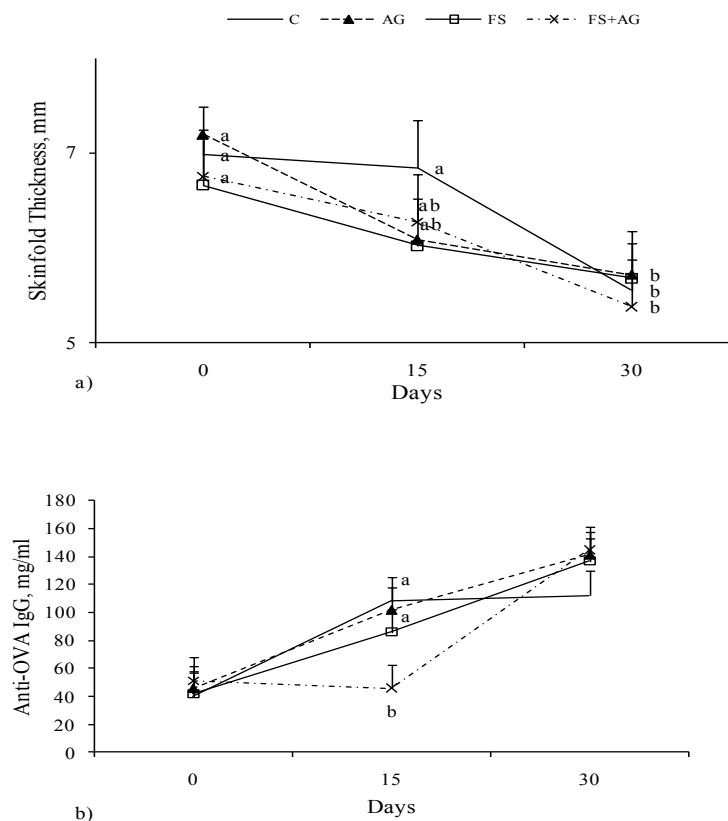 C AG FS FS+AG
Skinfold Thickness, mm
7
5
a
a
a
a
ab
ab
b
b
b
0 15 30
a)
Days
Anti-OVA IgG, mg/ml
180
160
140
120
100
80
60
40
20
0
a
a
b
0 15 30
b)
Days